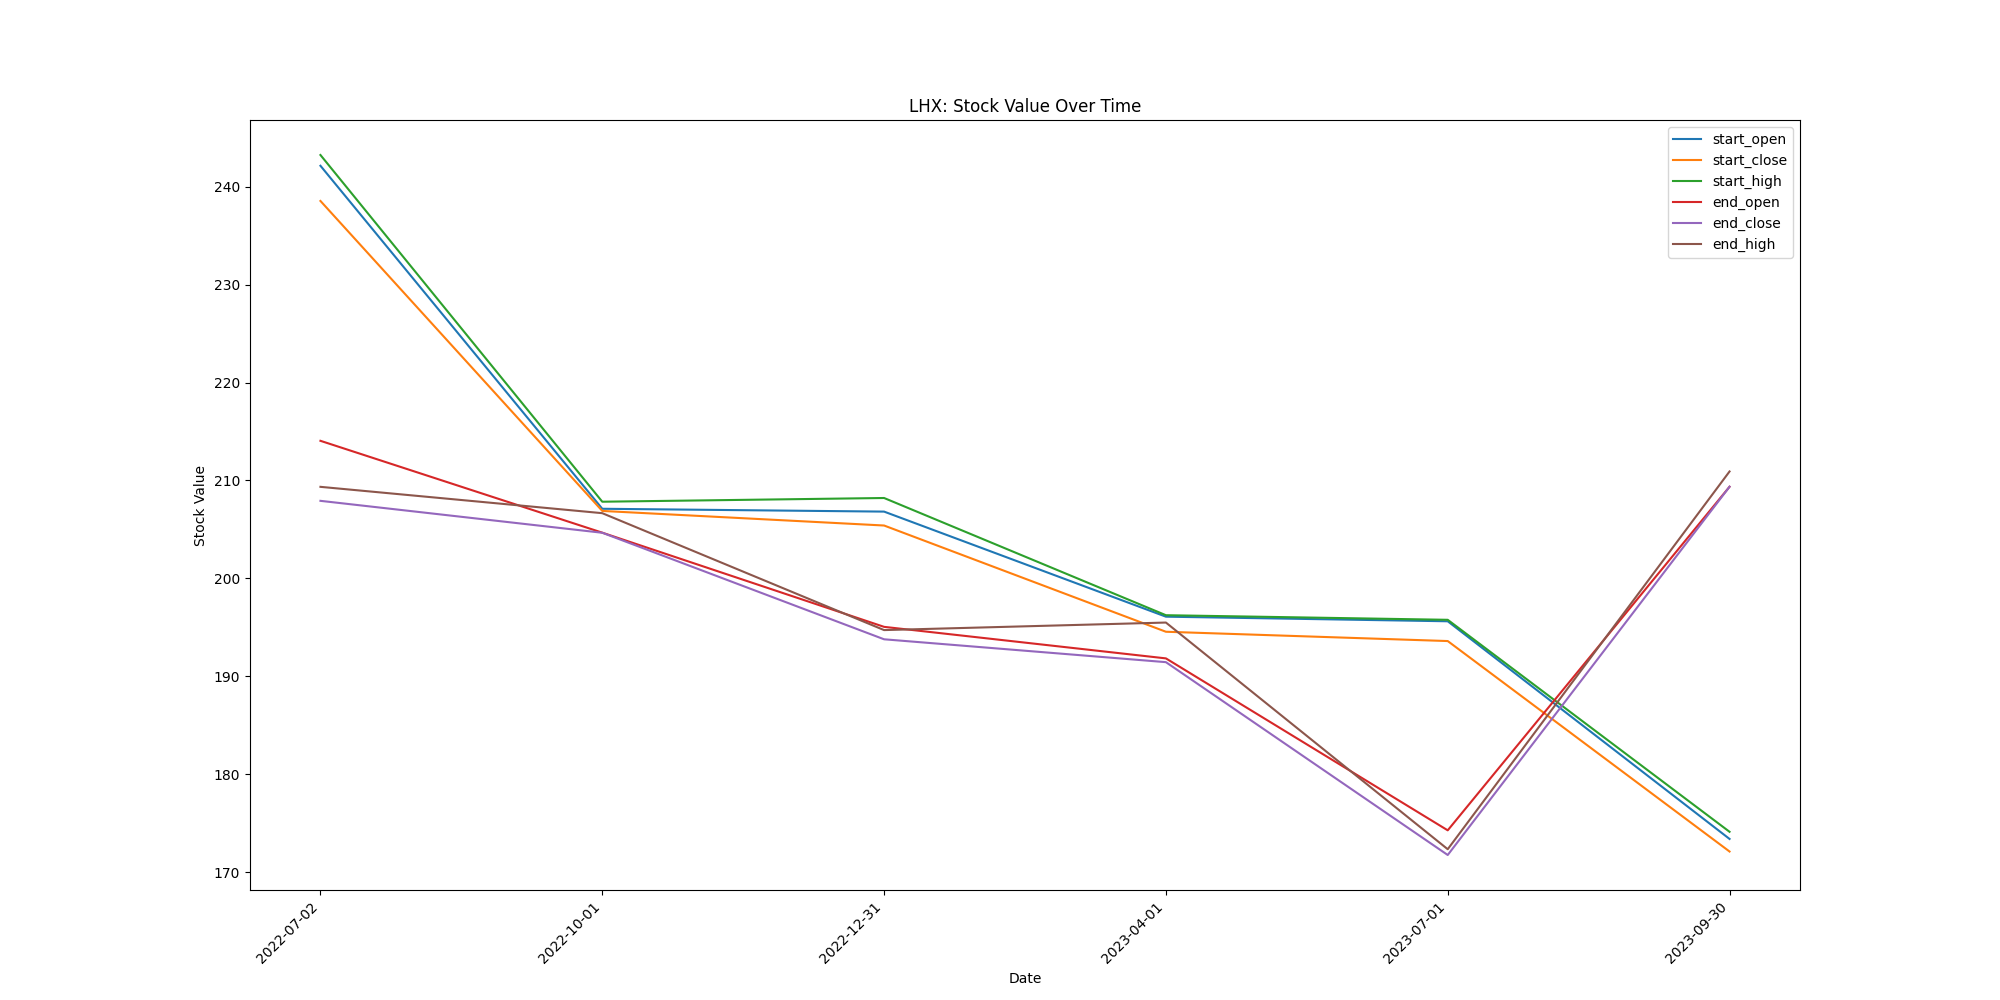 LHX: Stock Value Over Time
start_open
start_close
start_high
end_open
end_close
end_high
Stock Value
240
230
220
210
200
190
180
170
2022-07-02
2022-10-01
2022-12-31
2023-04-01
2023-07-01
2023-09-30
Date